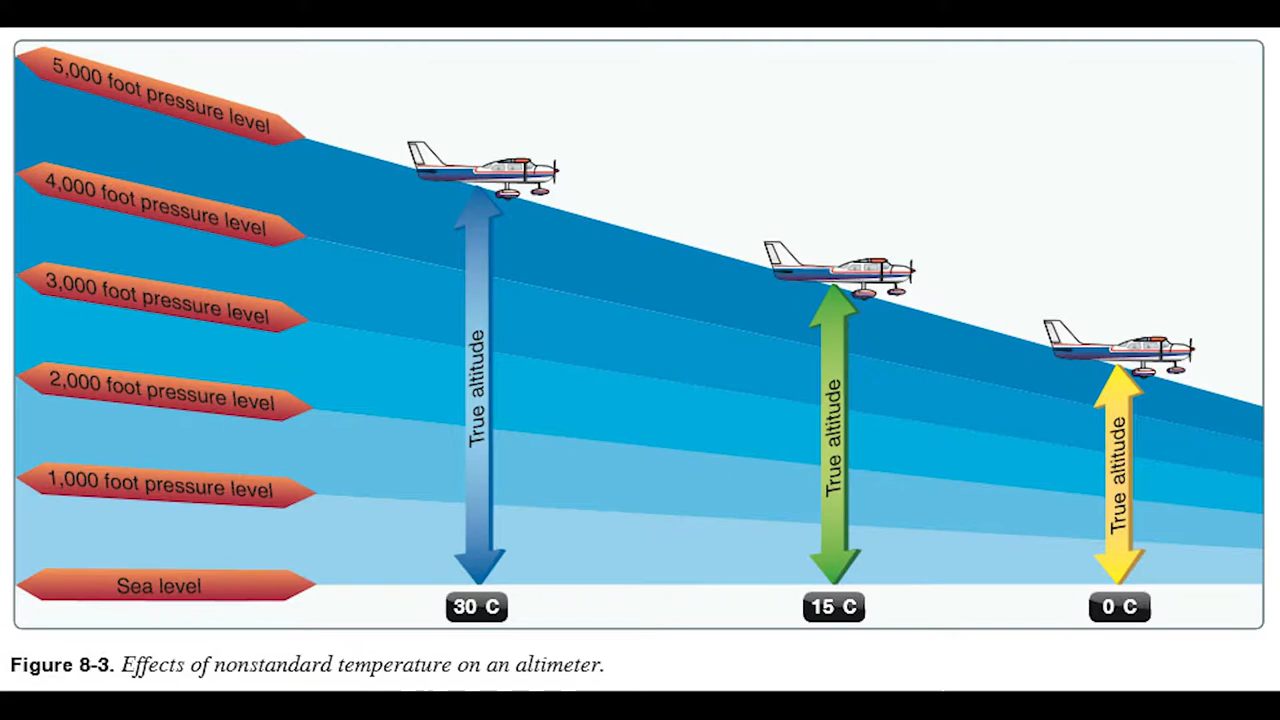 5,000 foot pressure level
4,000 foot pressure level
3,000 foot pressure level
2,000 foot pressure level
1,000 foot pressure level
Sea level
True altitude
True altitude
True altitude
30 C
15 C
0 C
Figure 8-3. Effects of nonstandard temperature on an altimeter.